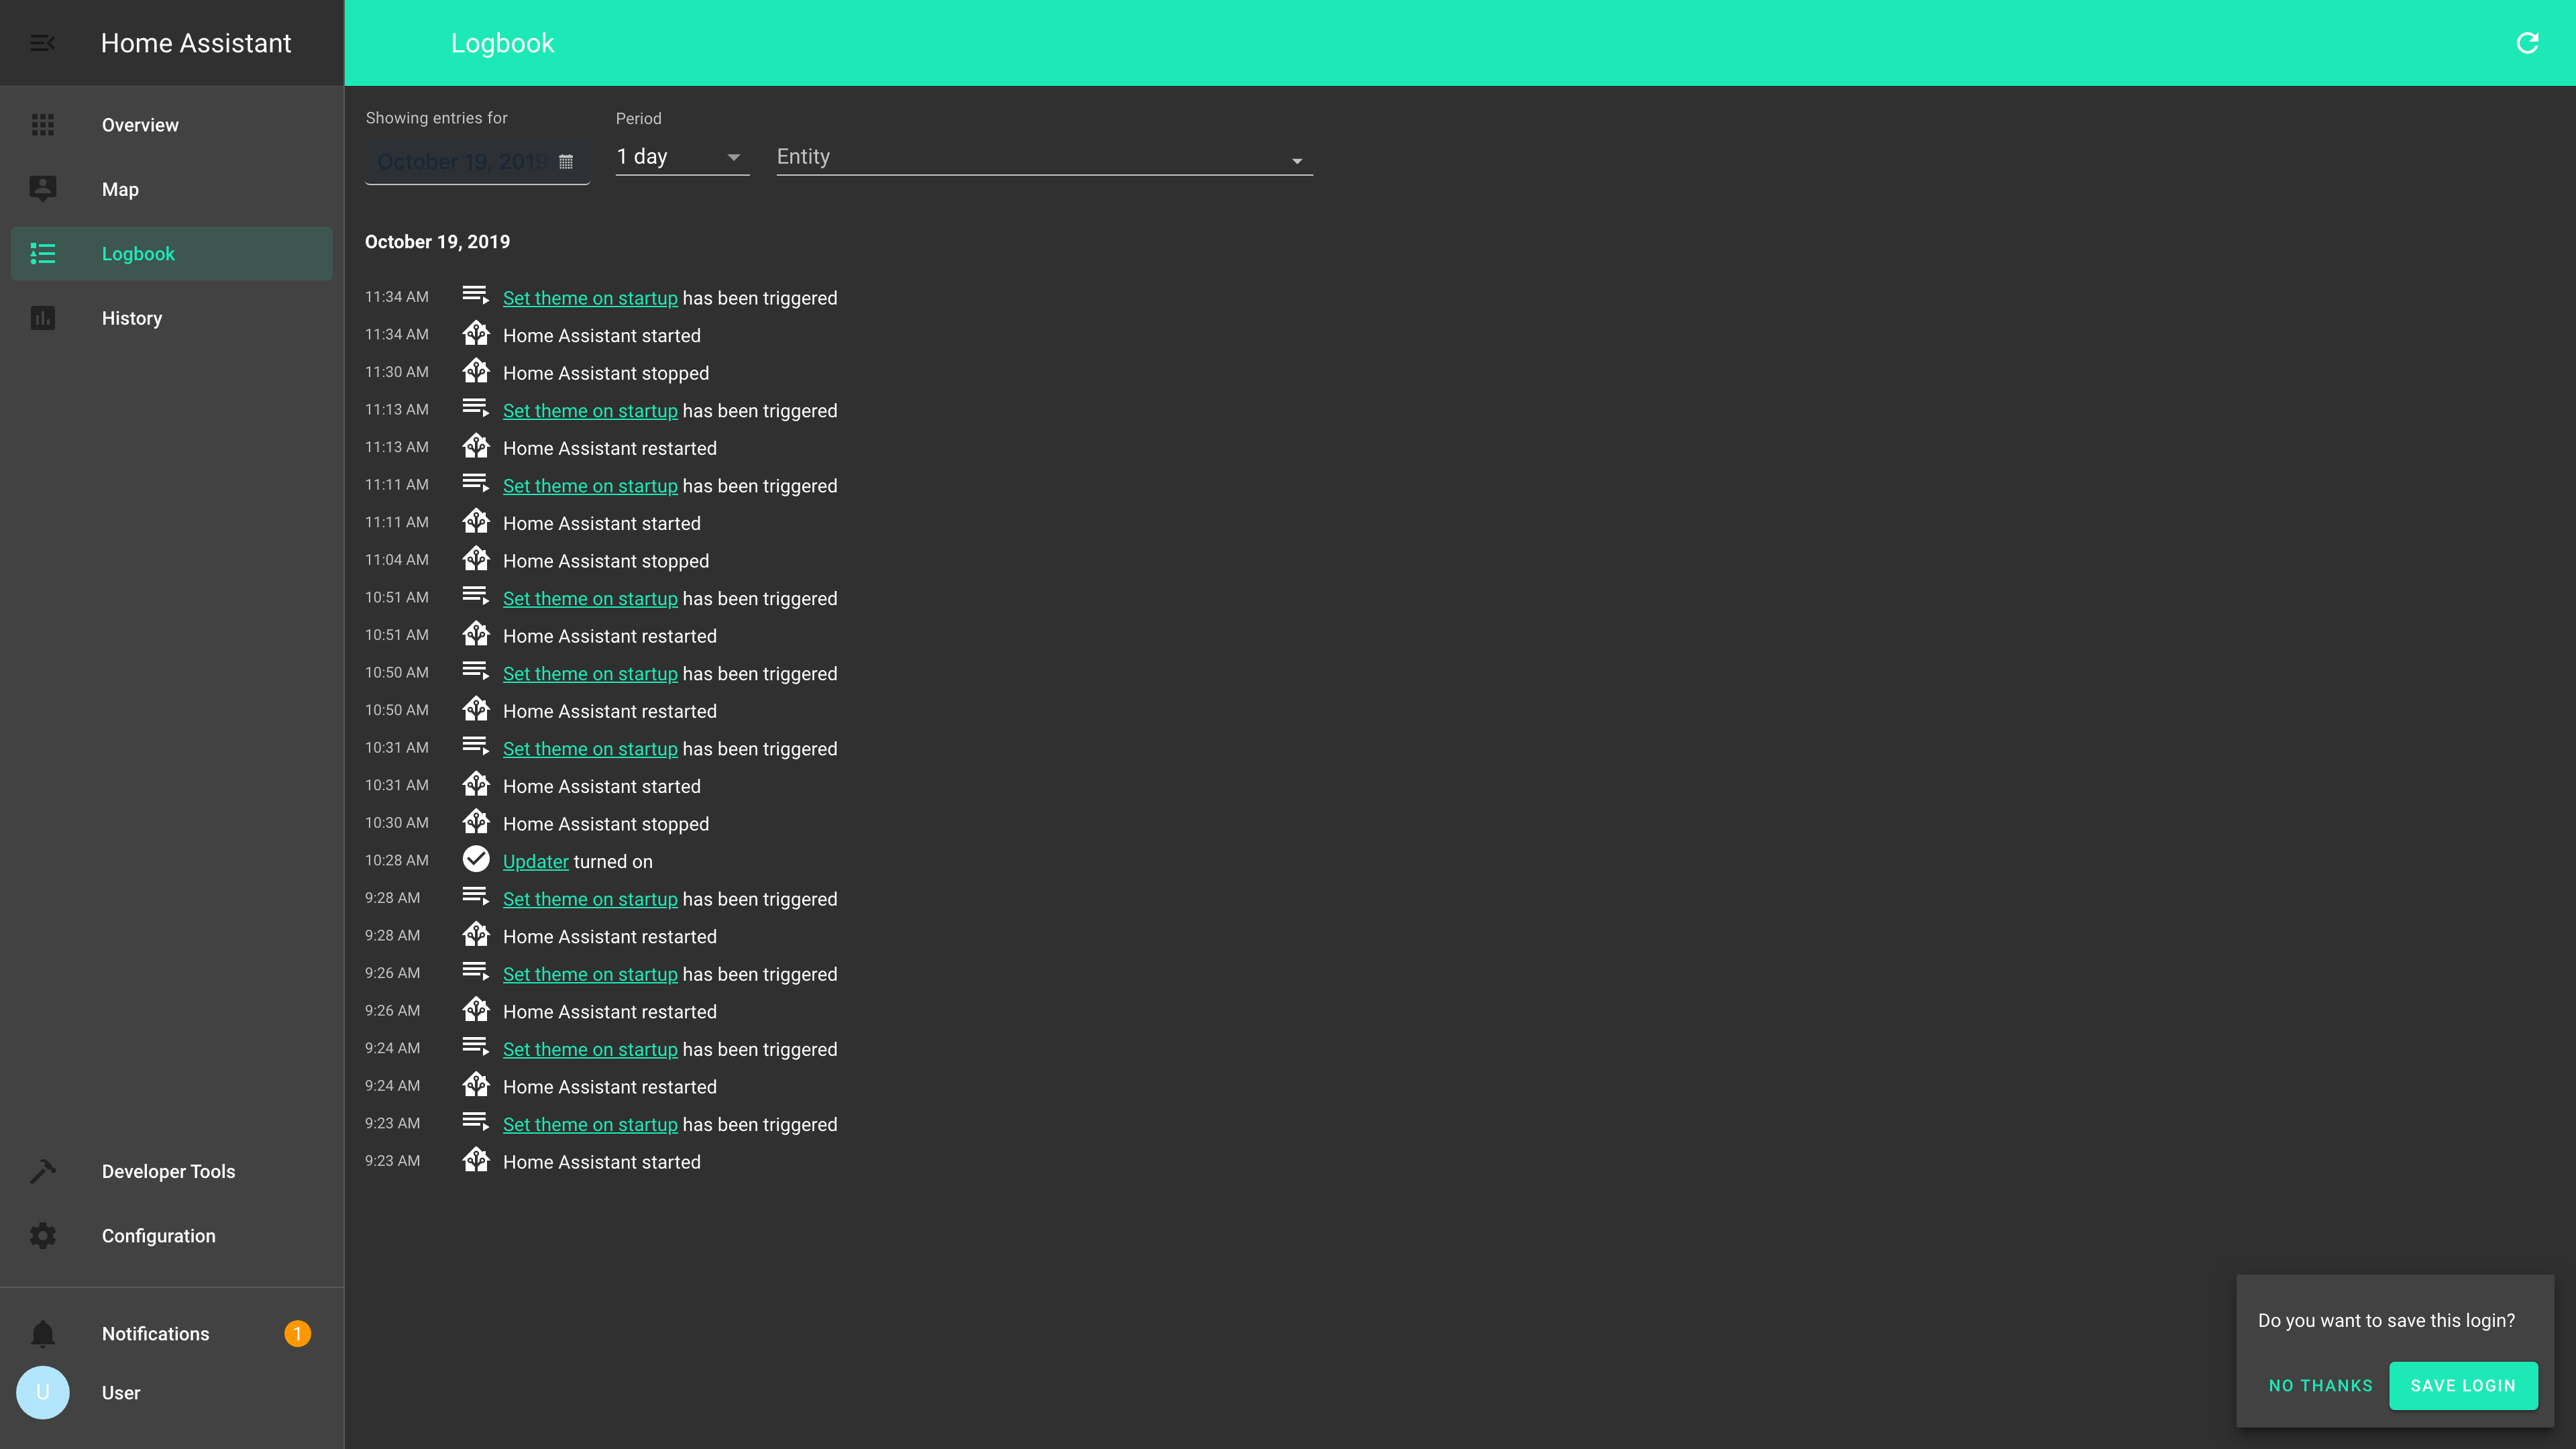 Home Assistant
Logbook
Overview
Map
Logbook
History
Developer Tools
Configuration
Notifications 1
U User
Showing entries for
October 19, 2019
Period
1 day
Entity
October 19, 2019
11:34 AM Set theme on startup has been triggered
11:34 AM Home Assistant started
11:30 AM Home Assistant stopped
11:13 AM Set theme on startup has been triggered
11:13 AM Home Assistant restarted
11:11 AM Set theme on startup has been triggered
11:11 AM Home Assistant started
11:04 AM Home Assistant stopped
10:51 AM Set theme on startup has been triggered
10:51 AM Home Assistant restarted
10:50 AM Set theme on startup has been triggered
10:50 AM Home Assistant restarted
10:31 AM Set theme on startup has been triggered
10:31 AM Home Assistant started
10:30 AM Home Assistant stopped
10:28 AM Updater turned on
9:28 AM Set theme on startup has been triggered
9:28 AM Home Assistant restarted
9:26 AM Set theme on startup has been triggered
9:26 AM Home Assistant restarted
9:24 AM Set theme on startup has been triggered
9:24 AM Home Assistant restarted
9:23 AM Set theme on startup has been triggered
9:23 AM Home Assistant started
Do you want to save this login?
NO THANKS SAVE LOGIN